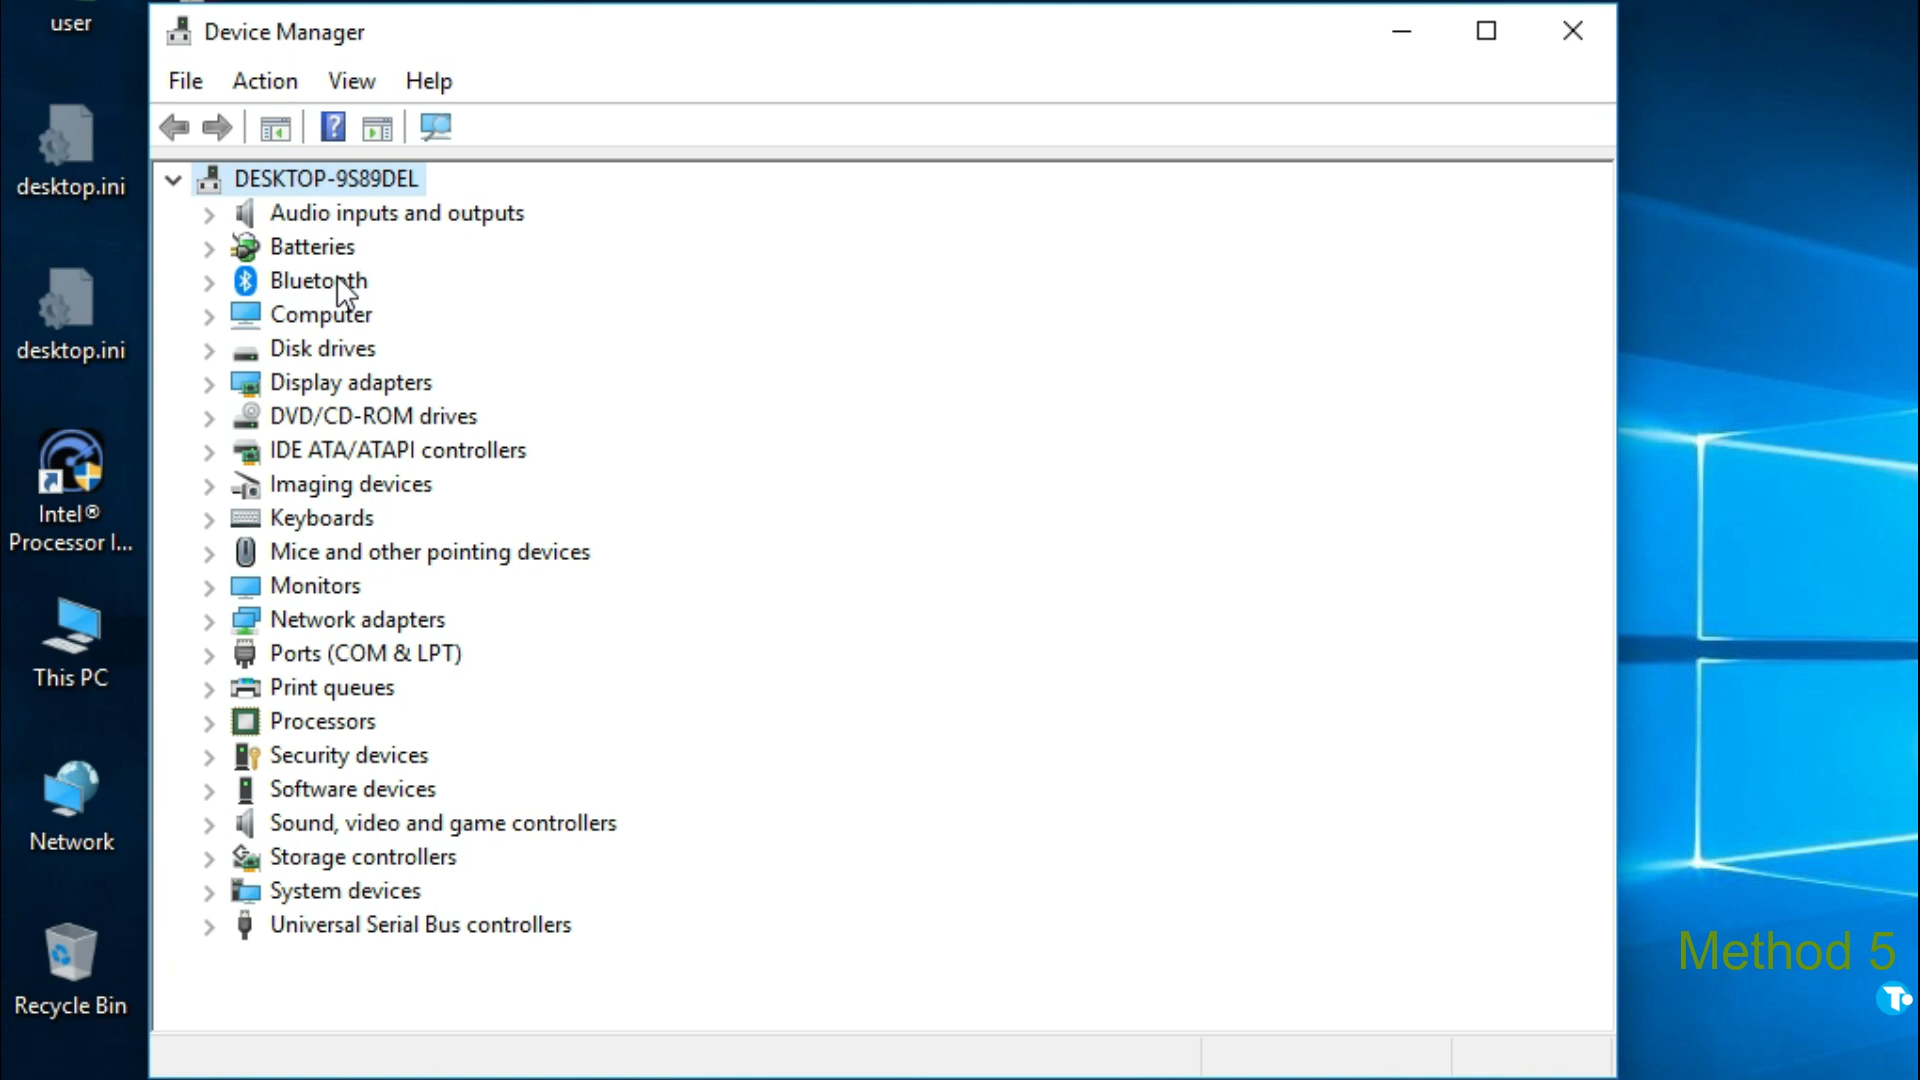 user
desktop.ini
desktop.ini
Intel®
Processor I...
This PC
Network
Recycle Bin
Device Manager
File Action View Help
DESKTOP-9S89DEL
Audio inputs and outputs
Batteries
Bluetooth
Computer
Disk drives
Display adapters
DVD/CD-ROM drives
IDE ATA/ATAPI controllers
Imaging devices
Keyboards
Mice and other pointing devices
Monitors
Network adapters
Ports (COM & LPT)
Print queues
Processors
Security devices
Software devices
Sound, video and game controllers
Storage controllers
System devices
Universal Serial Bus controllers
Method 5